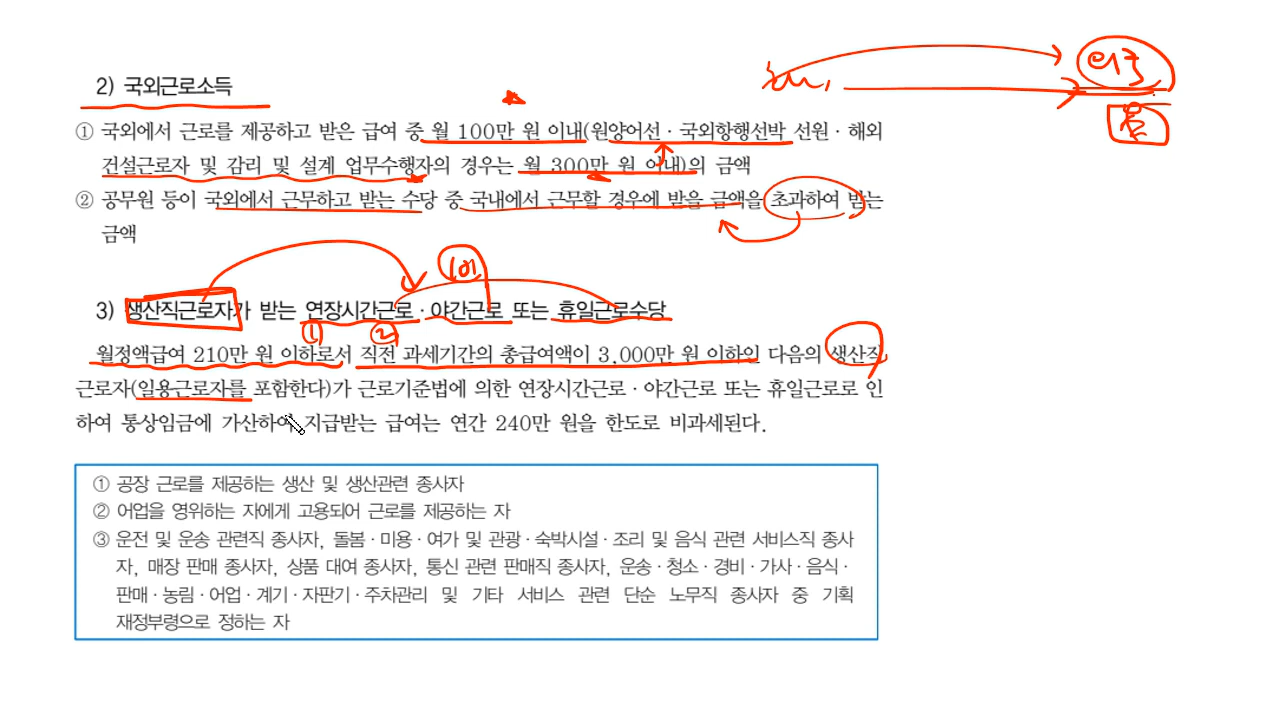 2) 국외근로소득
① 국외에서 근로를 제공하고 받은 급여 중 월 100만 원 이내(원양어선 · 국외항행선박 선원 · 해외
건설근로자 및 감리 및 설계 업무수행자의 경우는 월 300만 원 이내)의 금액
② 공무원 등이 국외에서 근무하고 받는 수당 중 국내에서 근무할 경우에 받을 금액을 초과하여 받는
금액
3) 생산직근로자가 받는 연장시간근로 · 야간근로 또는 휴일근로수당
① ②
월정액급여 210만 원 이하로서 직전 과세기간의 총급여액이 3,000만 원 이하인 다음의 생산직
근로자(일용근로자를 포함한다)가 근로기준법에 의한 연장시간근로 · 야간근로 또는 휴일근로로 인
하여 통상임금에 가산하여 지급받는 급여는 연간 240만 원을 한도로 비과세된다.
① 공장 근로를 제공하는 생산 및 생산관련 종사자
② 어업을 영위하는 자에게 고용되어 근로를 제공하는 자
③ 운전 및 운송 관련직 종사자, 돌봄 · 미용 · 여가 및 관광 · 숙박시설 · 조리 및 음식 관련 서비스직 종사
자, 매장 판매 종사자, 상품 대여 종사자, 통신 관련 판매직 종사자, 운송 · 청소 · 경비 · 가사 · 음식 ·
판매 · 농림 · 어업 · 계기 · 자판기 · 주차관리 및 기타 서비스 관련 단순 노무직 종사자 중 기획
재정부령으로 정하는 자